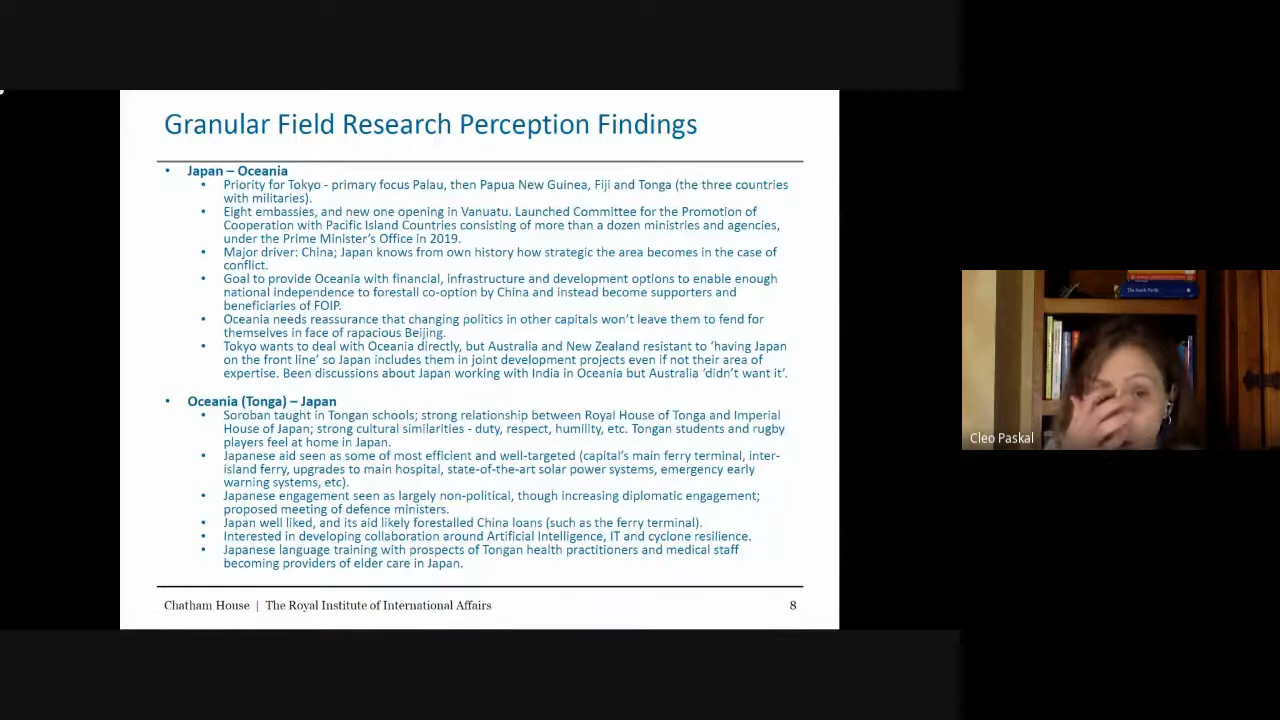 Granular Field Research Perception Findings
• Japan – Oceania
• Priority for Tokyo - primary focus Palau, then Papua New Guinea, Fiji and Tonga (the three countries
with militaries).
• Eight embassies, and new one opening in Vanuatu. Launched Committee for the Promotion of
Cooperation with Pacific Island Countries consisting of more than a dozen ministries and agencies,
under the Prime Minister’s Office in 2019.
• Major driver: China; Japan knows from own history how strategic the area becomes in the case of
conflict.
• Goal to provide Oceania with financial, infrastructure and development options to enable enough
national independence to forestall co-option by China and instead become supporters and
beneficiaries of FOIP.
• Oceania needs reassurance that changing politics in other capitals won’t leave them to fend for
themselves in face of rapacious Beijing.
• Tokyo wants to deal with Oceania directly, but Australia and New Zealand resistant to ‘having Japan
on the front line’ so Japan includes them in joint development projects even if not their area of
expertise. Been discussions about Japan working with India in Oceania but Australia ‘didn’t want it’.
• Oceania (Tonga) – Japan
• Soroban taught in Tongan schools; strong relationship between Royal House of Tonga and Imperial
House of Japan; strong cultural similarities - duty, respect, humility, etc. Tongan students and rugby
players feel at home in Japan.
• Japanese aid seen as some of most efficient and well-targeted (capital’s main ferry terminal, inter-
island ferry, upgrades to main hospital, state-of-the-art solar power systems, emergency early
warning systems, etc).
• Japanese engagement seen as largely non-political, though increasing diplomatic engagement;
proposed meeting of defence ministers.
• Japan well liked, and its aid likely forestalled China loans (such as the ferry terminal).
• Interested in developing collaboration around Artificial Intelligence, IT and cyclone resilience.
• Japanese language training with prospects of Tongan health practitioners and medical staff
becoming providers of elder care in Japan.
Chatham House | The Royal Institute of International Affairs
8
Cleo Paskal